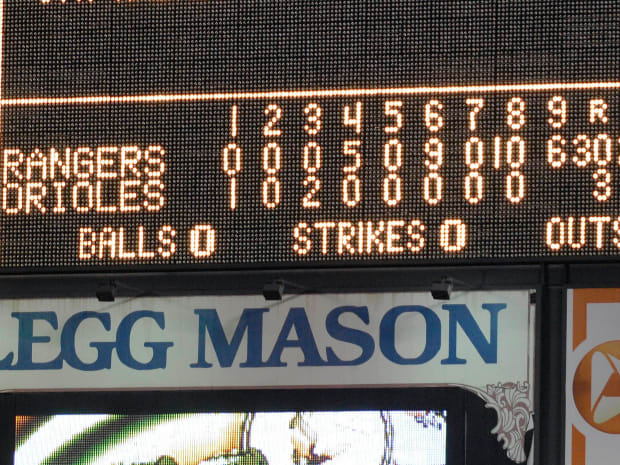 1 2 3 4 5 6 7 8 9 R
RANGERS 0 0 0 5 0 9 0 10 6 30
ORIOLES 1 0 2 0 0 0 0 0 3
BALLS 0 STRIKES 0 OUTS
LEGG MASON